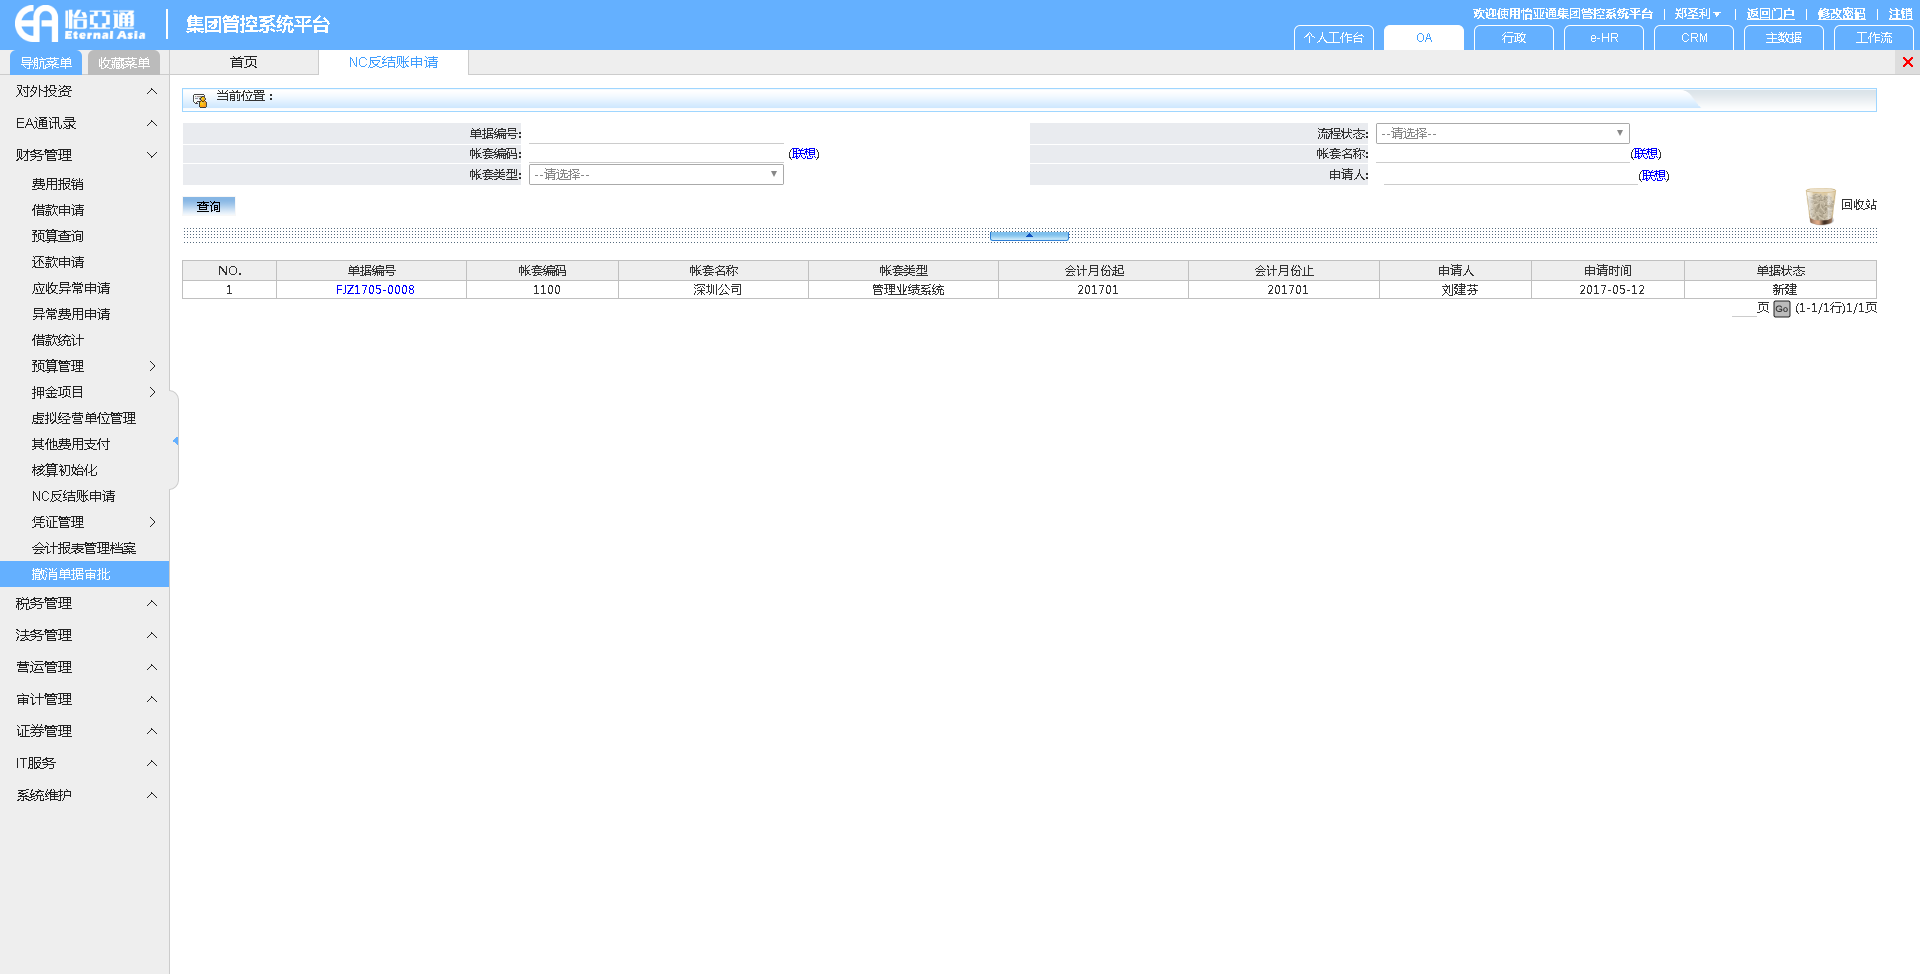 怡亞通
Eternal Asia
集团管控系统平台
欢迎使用怡亚通集团管控系统平台 | 郑圣利 | 返回门户 | 修改密码 | 注销
个人工作台 OA 行政 e-HR CRM 主数据 工作流
导航菜单 收藏菜单 首页 NC反结账申请
对外投资
EA通讯录
财务管理
费用报销
借款申请
预算查询
还款申请
应收异常申请
异常费用申请
借款统计
预算管理
押金项目
虚拟经营单位管理
其他费用支付
核算初始化
NC反结账申请
凭证管理
会计报表管理档案
撤消单据审批
税务管理
法务管理
营运管理
审计管理
证券管理
IT服务
系统维护
当前位置：
单据编号: 流程状态: --请选择--
帐套编码: (联想) 帐套名称: (联想)
帐套类型: --请选择-- 申请人: (联想)
查询 回收站
NO. 单据编号 帐套编码 帐套名称 帐套类型 会计月份起 会计月份止 申请人 申请时间 单据状态
1 FJZ1705-0008 1100 深圳公司 管理业绩系统 201701 201701 刘建芬 2017-05-12 新建
页 Go (1-1/1行)1/1页